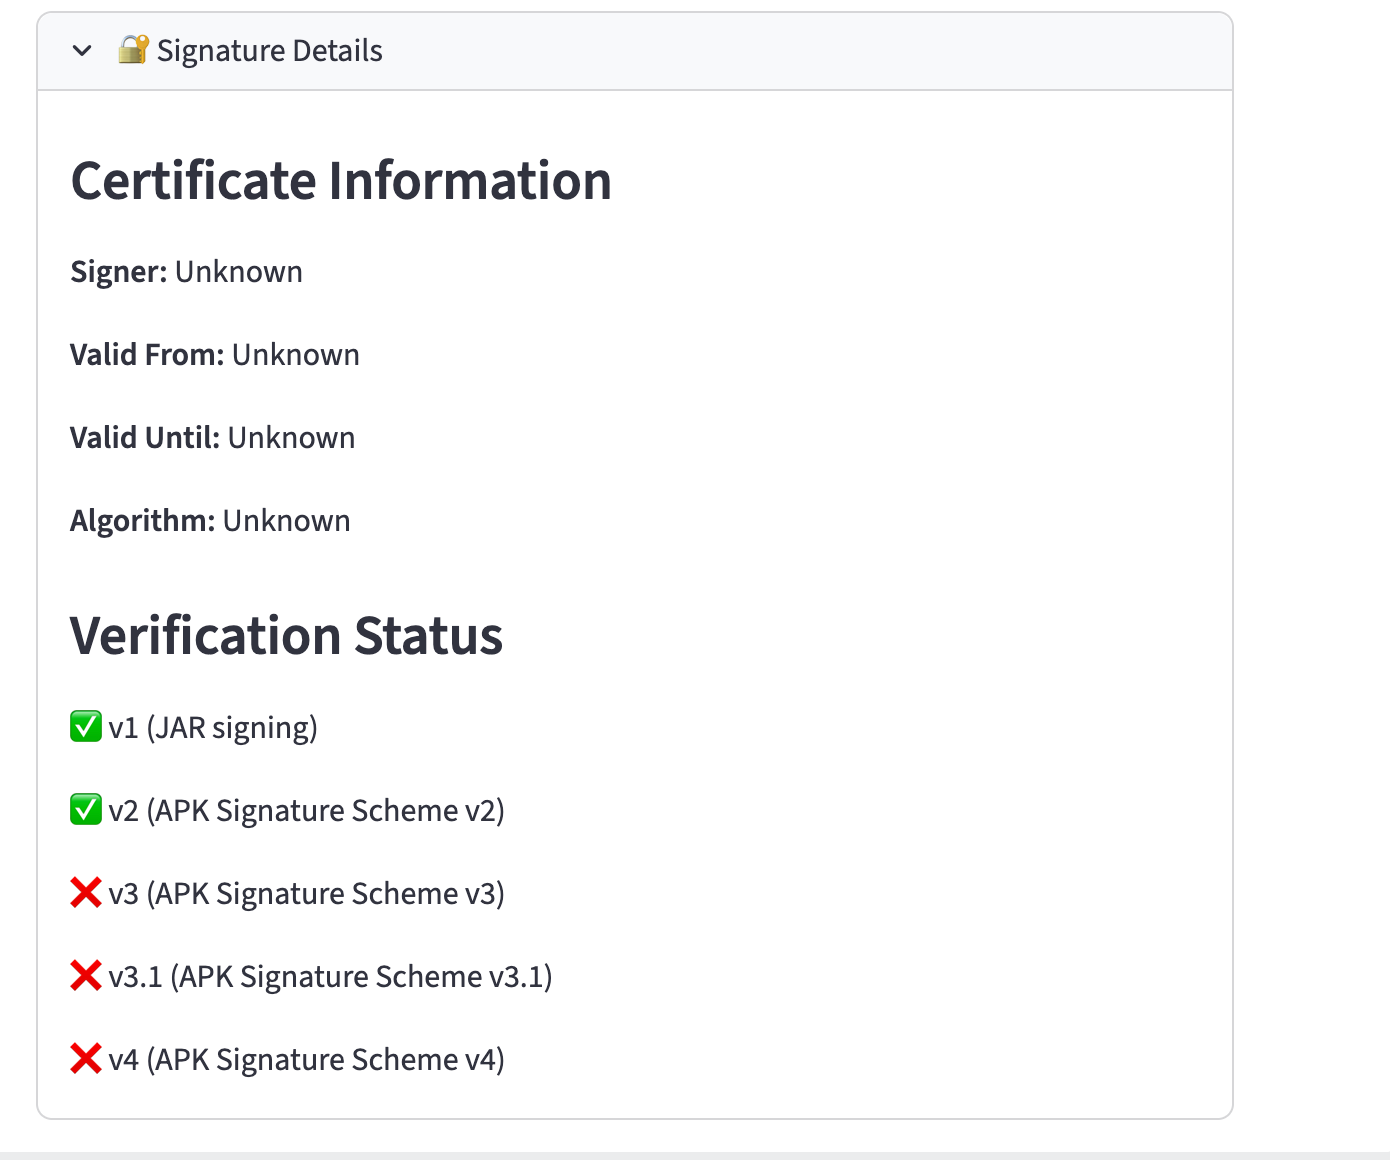 Signature Details
Certificate Information
Signer: Unknown
Valid From: Unknown
Valid Until: Unknown
Algorithm: Unknown
Verification Status
v1 (JAR signing)
v2 (APK Signature Scheme v2)
v3 (APK Signature Scheme v3)
v3.1 (APK Signature Scheme v3.1)
v4 (APK Signature Scheme v4)